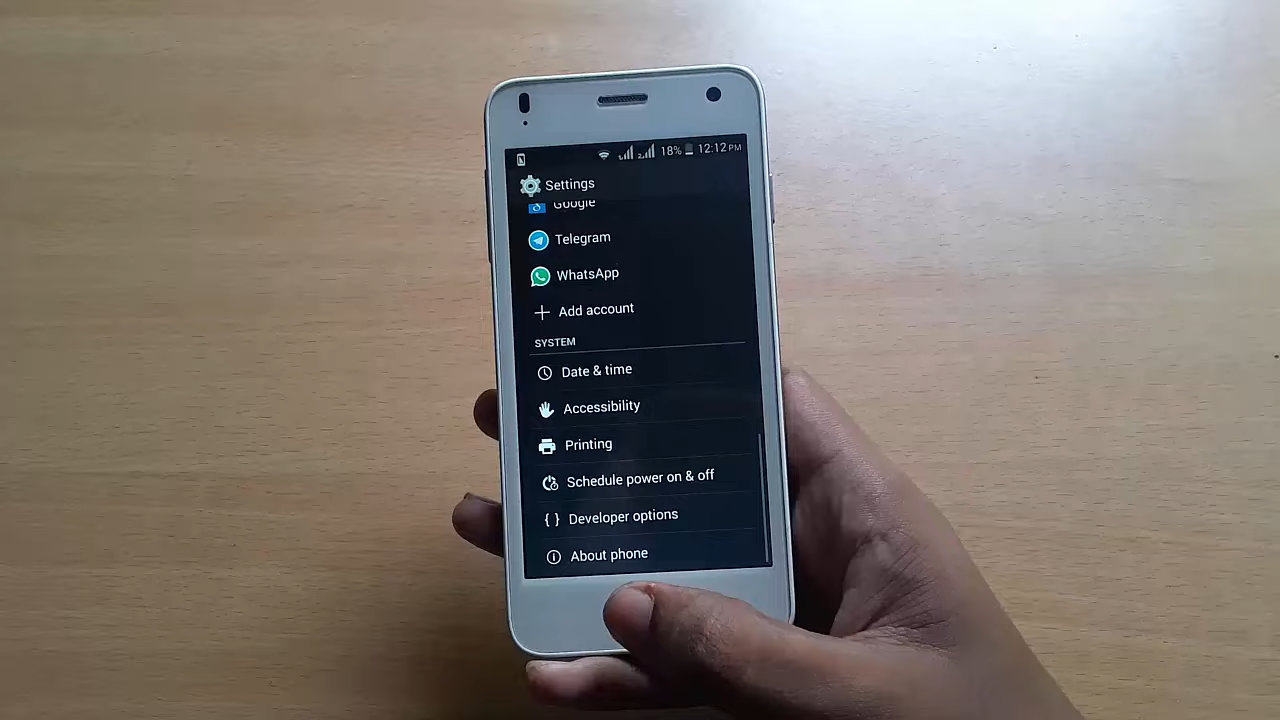 18% 12:12 PM
Settings
Google
Telegram
WhatsApp
Add account
SYSTEM
Date & time
Accessibility
Printing
Schedule power on & off
{ } Developer options
About phone